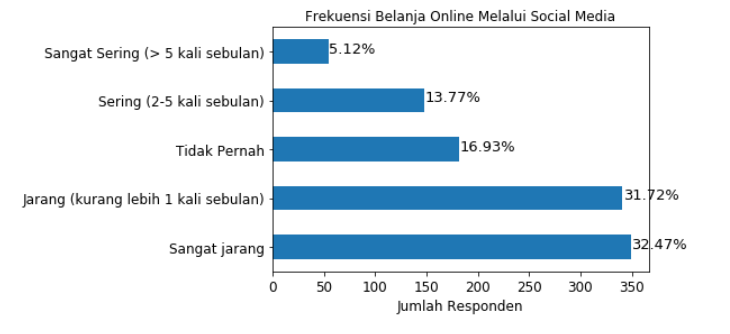 Frekuensi Belanja Online Melalui Social Media
Sangat Sering (> 5 kali sebulan) 5.12%
Sering (2-5 kali sebulan) 13.77%
Tidak Pernah 16.93%
Jarang (kurang lebih 1 kali sebulan) 31.72%
Sangat jarang 32.47%
0 50 100 150 200 250 300 350
Jumlah Responden